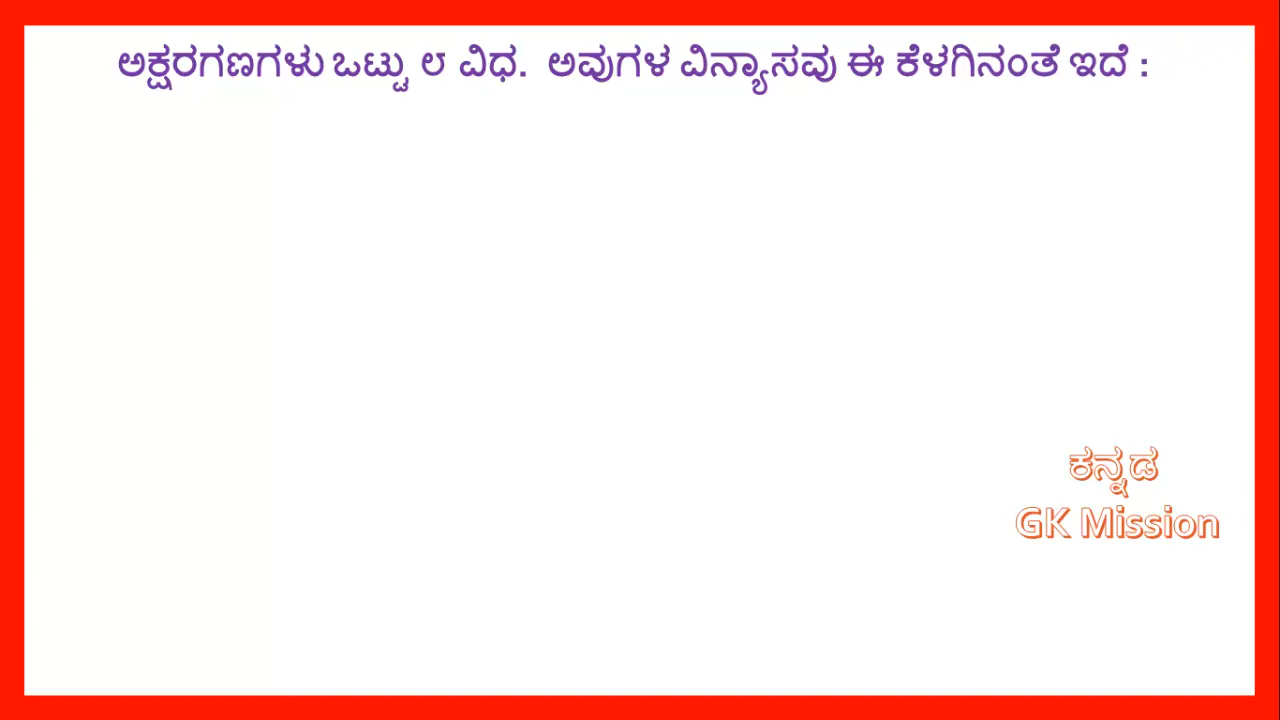 ಅಕ್ಷರಗಣಗಳು ಒಟ್ಟು ೮ ವಿಧ. ಅವುಗಳ ವಿನ್ಯಾಸವು ಈ ಕೆಳಗಿನಂತೆ ಇದೆ :
ಕನ್ನಡ
GK Mission